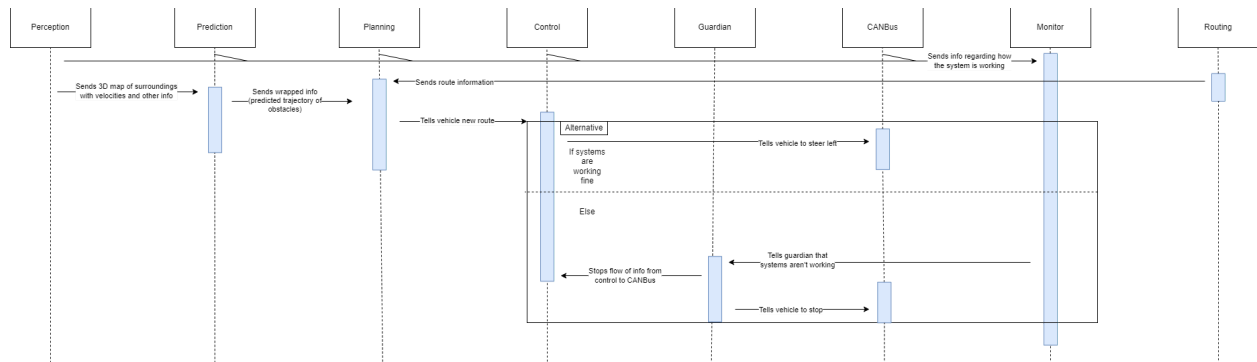 Perception
Prediction
Planning
Control
Guardian
CANBus
Monitor
Routing
Sends info regarding how
the system is working
Sends route information
Sends 3D map of surroundings
with velocities and other info
Sends wrapped info
(predicted trajectory of
obstacles)
Tells vehicle new route
Alternative
Tells vehicle to steer left
If systems
are
working
fine
Else
Tells guardian that
systems aren't working
Stops flow of info from
control to CANBus
Tells vehicle to stop